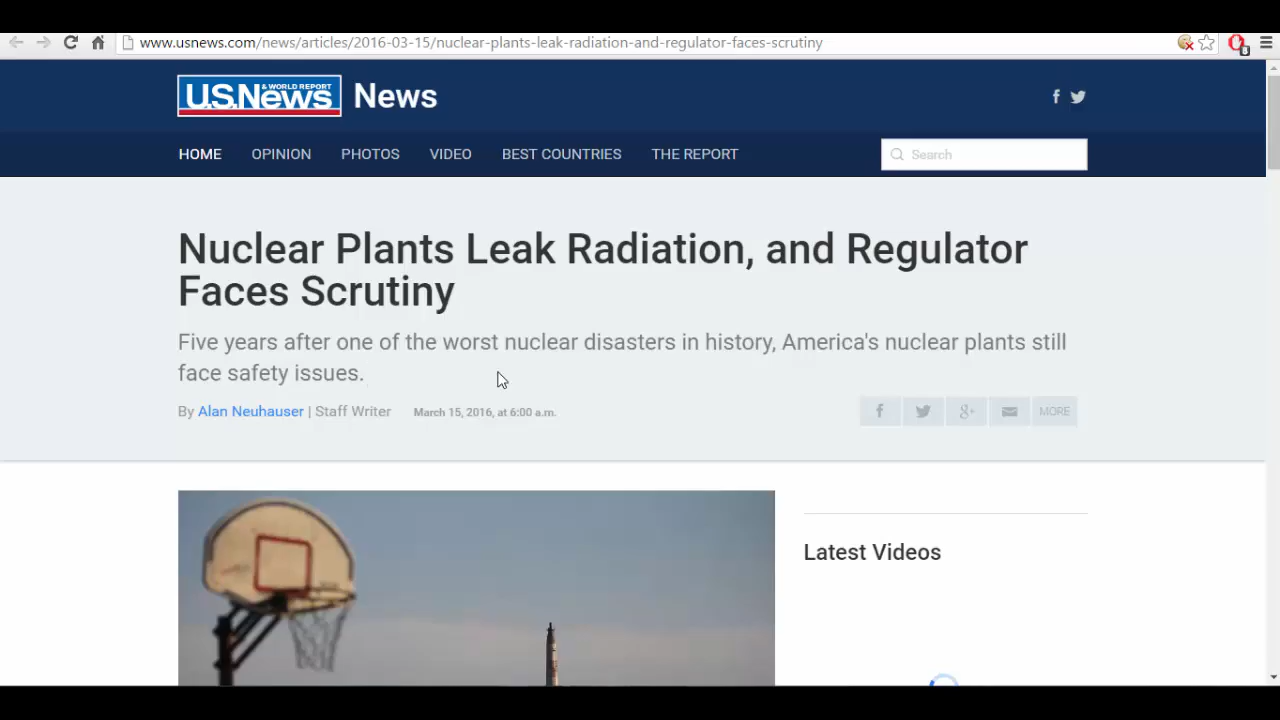 www.usnews.com/news/articles/2016-03-15/nuclear-plants-leak-radiation-and-regulator-faces-scrutiny
U.S.News & WORLD REPORT News
HOME OPINION PHOTOS VIDEO BEST COUNTRIES THE REPORT Search
Nuclear Plants Leak Radiation, and Regulator
Faces Scrutiny
Five years after one of the worst nuclear disasters in history, America's nuclear plants still
face safety issues.
By Alan Neuhauser | Staff Writer March 15, 2016, at 6:00 a.m.
MORE
Latest Videos